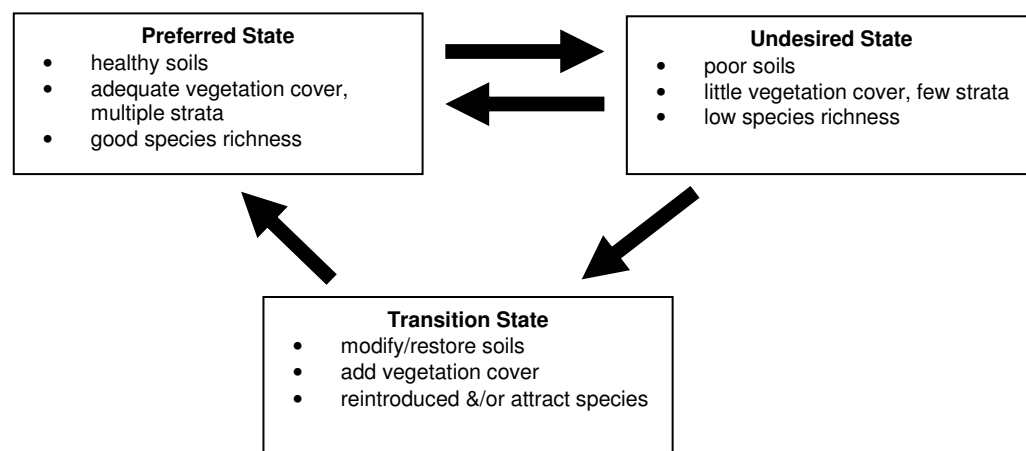 Preferred State
• healthy soils
• adequate vegetation cover,
multiple strata
• good species richness
Undesired State
• poor soils
• little vegetation cover, few strata
• low species richness
Transition State
• modify/restore soils
• add vegetation cover
• reintroduced &/or attract species